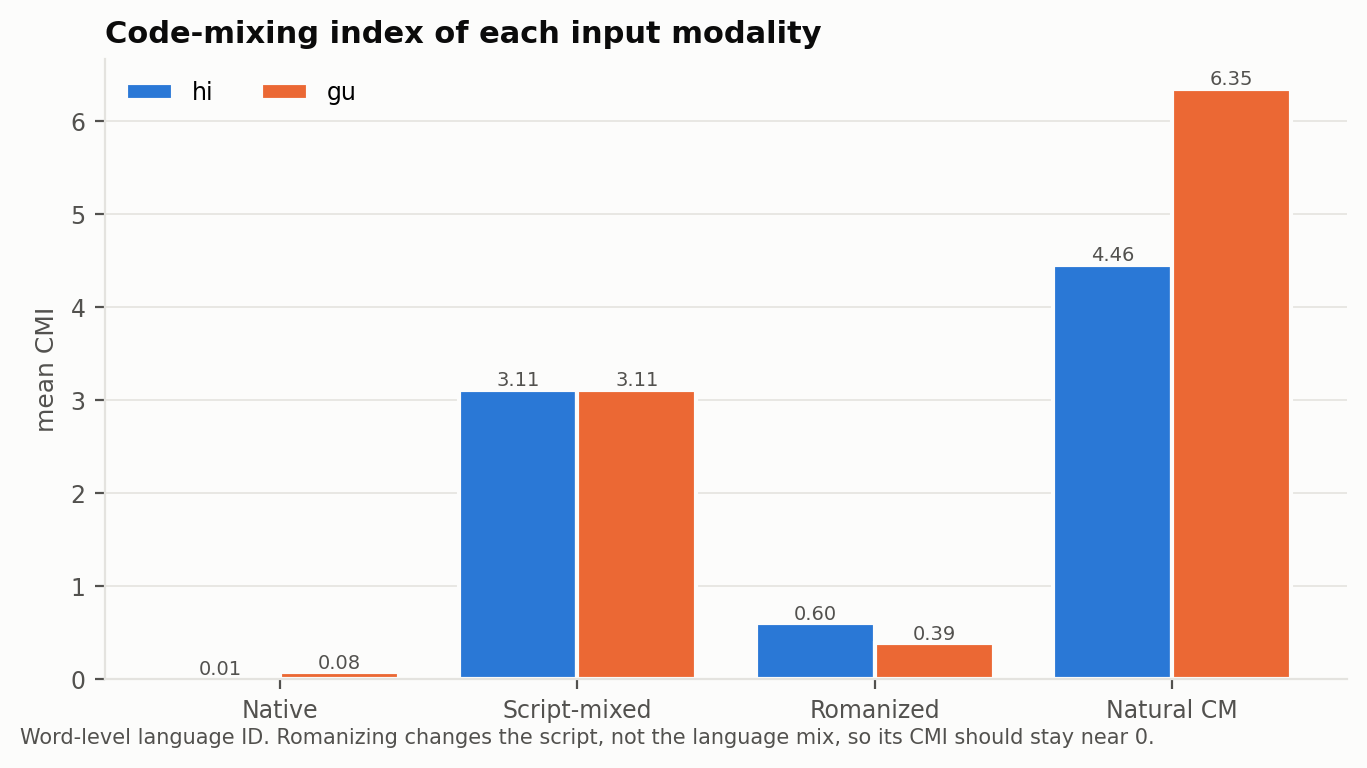 Code-mixing index of each input modality
hi gu
mean CMI
6
5
4
3
2
1
0
0.01 0.08
3.11 3.11
0.60 0.39
4.46 6.35
Native Script-mixed Romanized Natural CM
Word-level language ID. Romanizing changes the script, not the language mix, so its CMI should stay near 0.